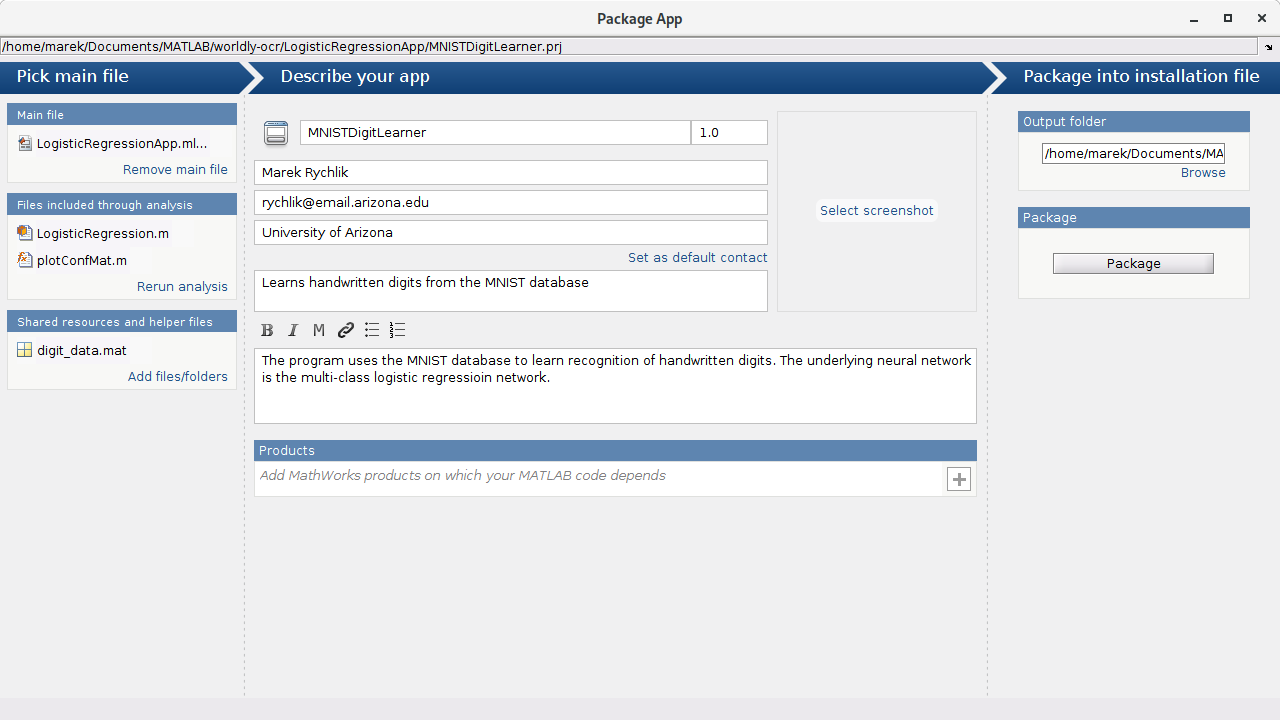 Package App
/home/marek/Documents/MATLAB/worldly-ocr/LogisticRegressionApp/MNISTDigitLearner.prj
Pick main file
Describe your app
Package into installation file
Main file
LogisticRegressionApp.ml...
Remove main file
Files included through analysis
LogisticRegression.m
plotConfMat.m
Rerun analysis
Shared resources and helper files
digit_data.mat
Add files/folders
MNISTDigitLearner
1.0
Marek Rychlik
rychlik@email.arizona.edu
University of Arizona
Set as default contact
Learns handwritten digits from the MNIST database
Select screenshot
B I M
The program uses the MNIST database to learn recognition of handwritten digits. The underlying neural network
is the multi-class logistic regressioin network.
Products
Add MathWorks products on which your MATLAB code depends
Output folder
/home/marek/Documents/MA
Browse
Package
Package